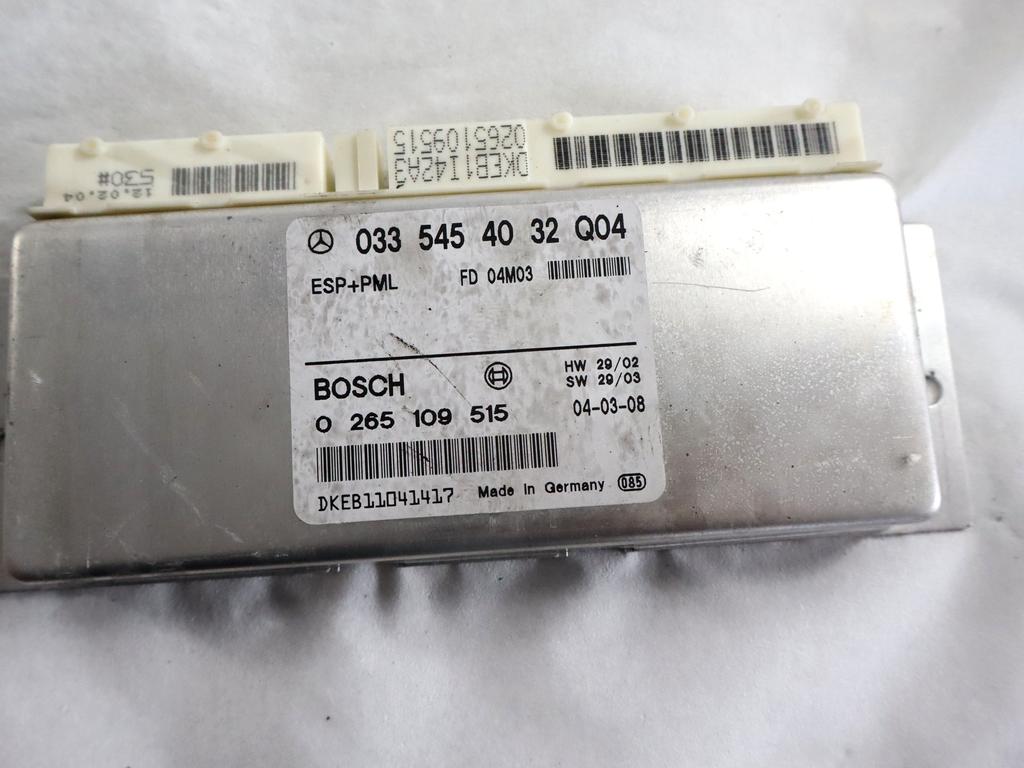 12.02.04
530#
DKEB1I42A3
0265109515
033 545 40 32 Q04
ESP+PML FD 04M03
BOSCH
HW 29/02
SW 29/03
0 265 109 515
04-03-08
DKEB11041417 Made in Germany 085